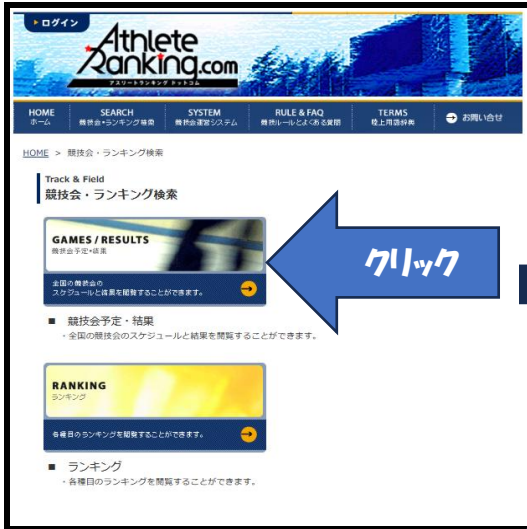 ログイン
Athlete
Ranking.com
アスリートランキング ドットコム
HOME SEARCH SYSTEM RULE & FAQ TERMS お問い合せ
ホーム 競技会・ランキング検索 競技会運営システム 競技ルールとよくある質問 陸上用語辞典
HOME > 競技会・ランキング検索
Track & Field
競技会・ランキング検索
GAMES / RESULTS
競技会予定・結果
クリック
全国の競技会の
スケジュールと結果を閲覧することができます。
■ 競技会予定・結果
・全国の競技会のスケジュールと結果を閲覧することができます。
RANKING
ランキング
各種目のランキングを閲覧することができます。
■ ランキング
・各種目のランキングを閲覧することができます。